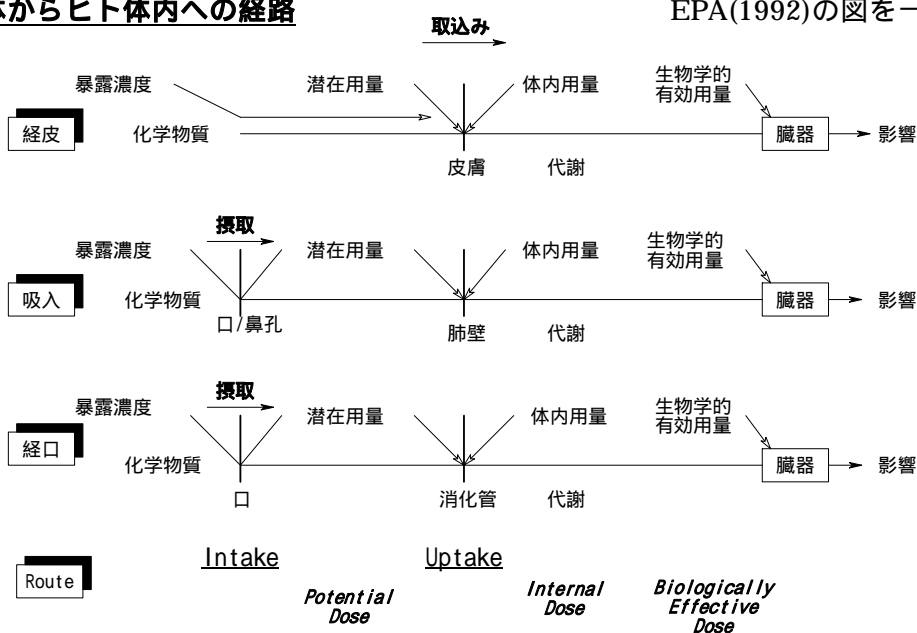 体からヒト体内への経路
EPA(1992)の図を一
取込み
暴露濃度 潜在用量 体内用量 生物学的
有効用量
経皮 化学物質 臓器 影響
皮膚 代謝
摂取
暴露濃度 潜在用量 体内用量 生物学的
有効用量
吸入 化学物質 臓器 影響
口/鼻孔 肺壁 代謝
摂取
暴露濃度 潜在用量 体内用量 生物学的
有効用量
経口 化学物質 臓器 影響
口 消化管 代謝
Route Intake Uptake
Potential
Dose
Internal
Dose
Biologically
Effective
Dose